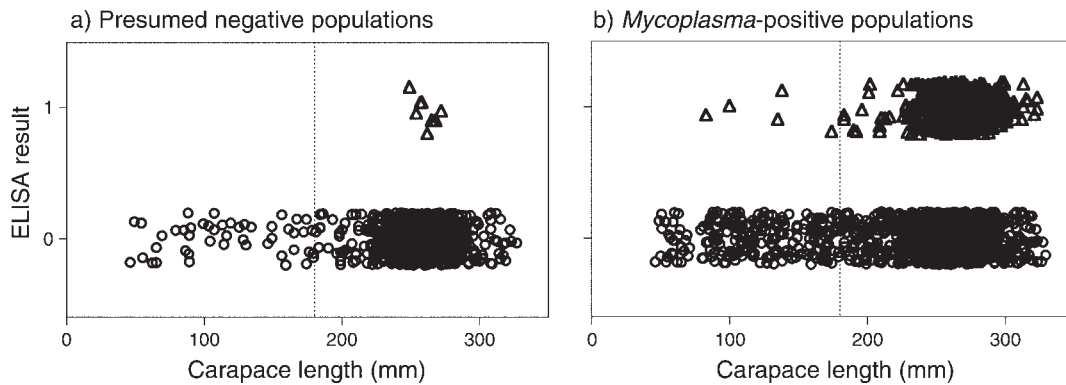 a) Presumed negative populations
b) Mycoplasma-positive populations
ELISA result
1
0
0 100 200 300
0 100 200 300
Carapace length (mm)
Carapace length (mm)